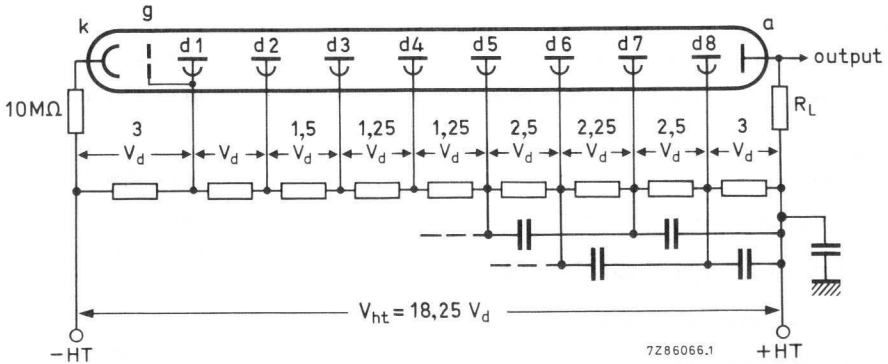 k g a
d1 d2 d3 d4 d5 d6 d7 d8
output
10MΩ
R_L
3 1,5 1,25 1,25 2,5 2,25 2,5 3
V_d V_d V_d V_d V_d V_d V_d V_d V_d
V_ht = 18,25 V_d
−HT
7Z86066.1
+HT